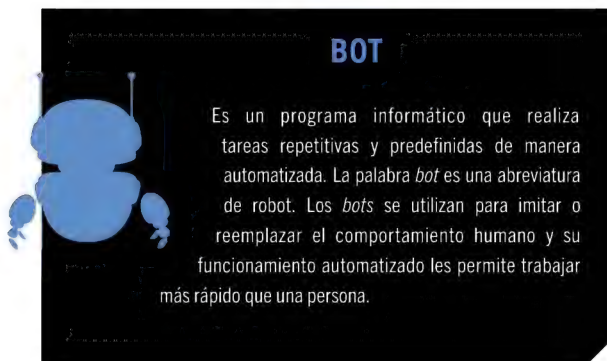 BOT
Es un programa informático que realiza
tareas repetitivas y predefinidas de manera
automatizada. La palabra bot es una abreviatura
de robot. Los bots se utilizan para imitar o
reemplazar el comportamiento humano y su
funcionamiento automatizado les permite trabajar
más rápido que una persona.